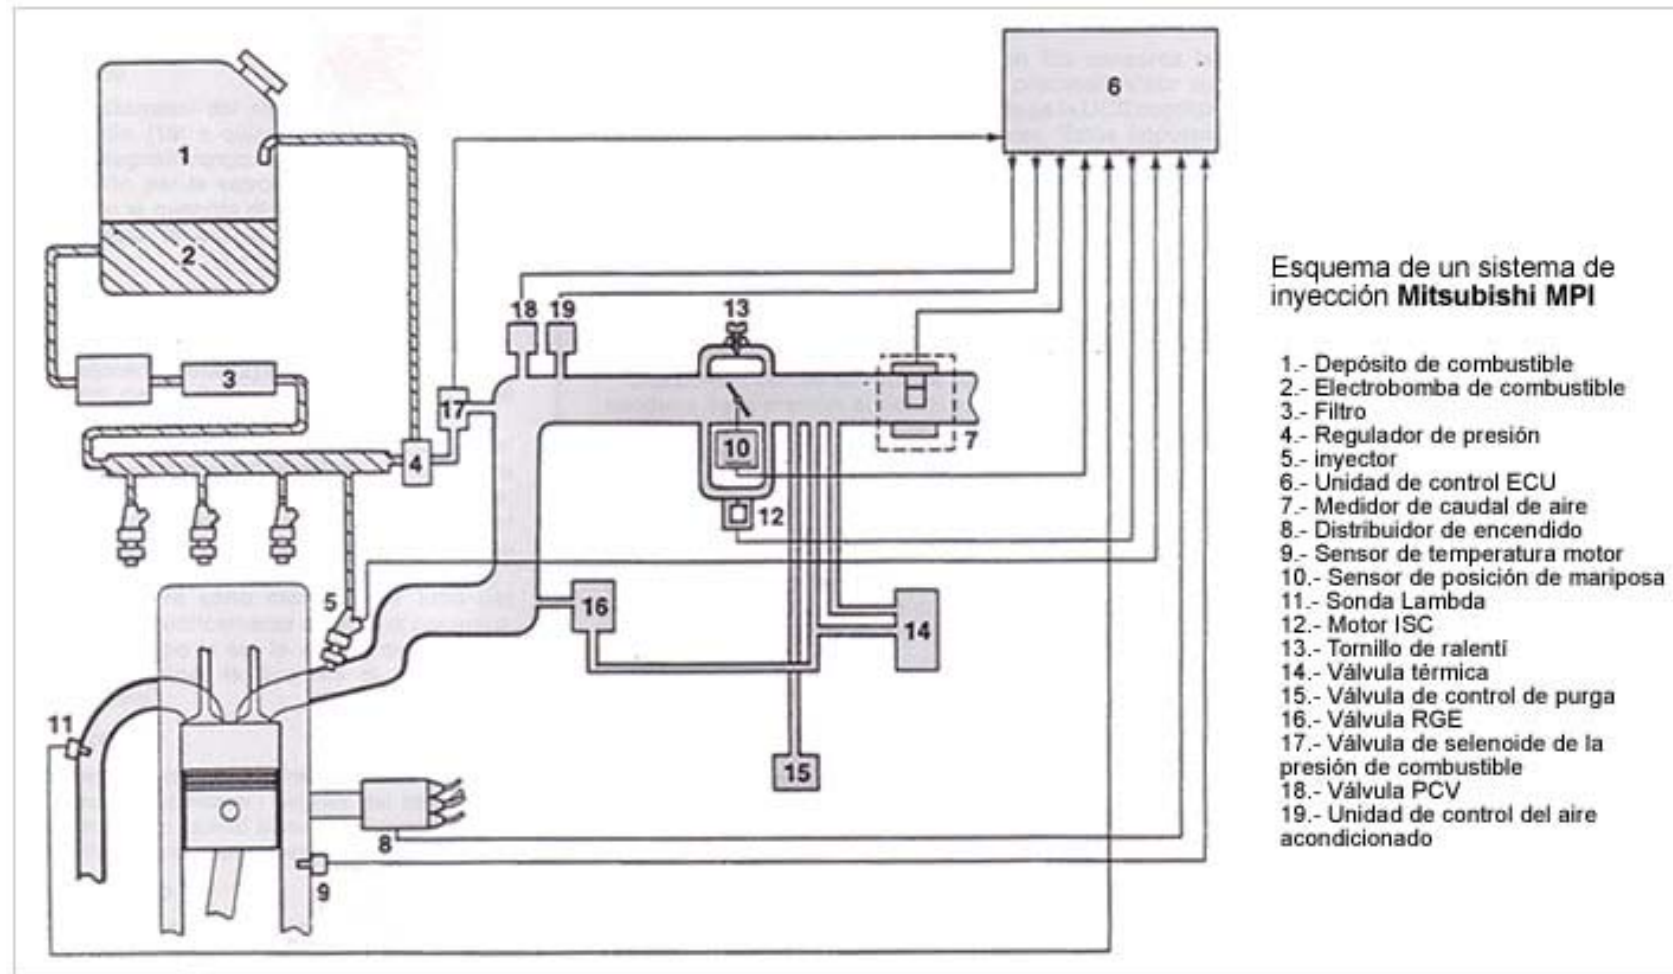 1
2
3
4
5
6
7
8
9
10
11
12
13
14
15
16
17
18
19
Esquema de un sistema de
inyección Mitsubishi MPI
1.- Depósito de combustible
2.- Electrobomba de combustible
3.- Filtro
4.- Regulador de presión
5.- inyector
6.- Unidad de control ECU
7.- Medidor de caudal de aire
8.- Distribuidor de encendido
9.- Sensor de temperatura motor
10.- Sensor de posición de mariposa
11.- Sonda Lambda
12.- Motor ISC
13.- Tornillo de ralentí
14.- Válvula térmica
15.- Válvula de control de purga
16.- Válvula RGE
17.- Válvula de selenoide de la
presión de combustible
18.- Válvula PCV
19.- Unidad de control del aire
acondicionado